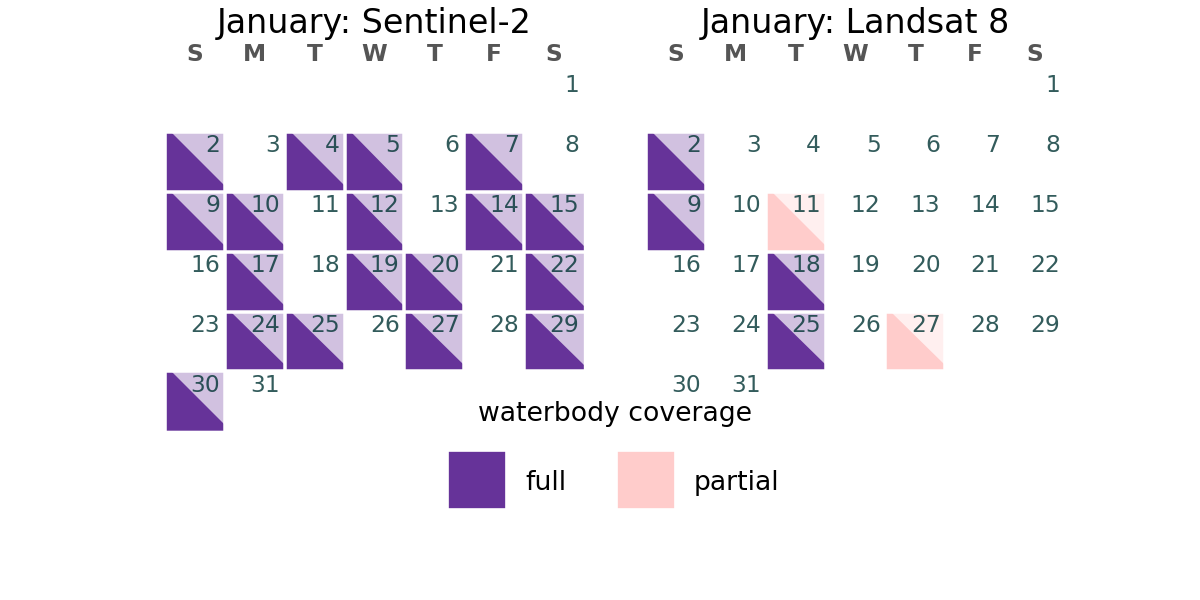 January: Sentinel-2
S M T W T F S
1
2 3 4 5 6 7 8
9 10 11 12 13 14 15
16 17 18 19 20 21 22
23 24 25 26 27 28 29
30 31
January: Landsat 8
S M T W T F S
1
2 3 4 5 6 7 8
9 10 11 12 13 14 15
16 17 18 19 20 21 22
23 24 25 26 27 28 29
30 31
waterbody coverage
full
partial